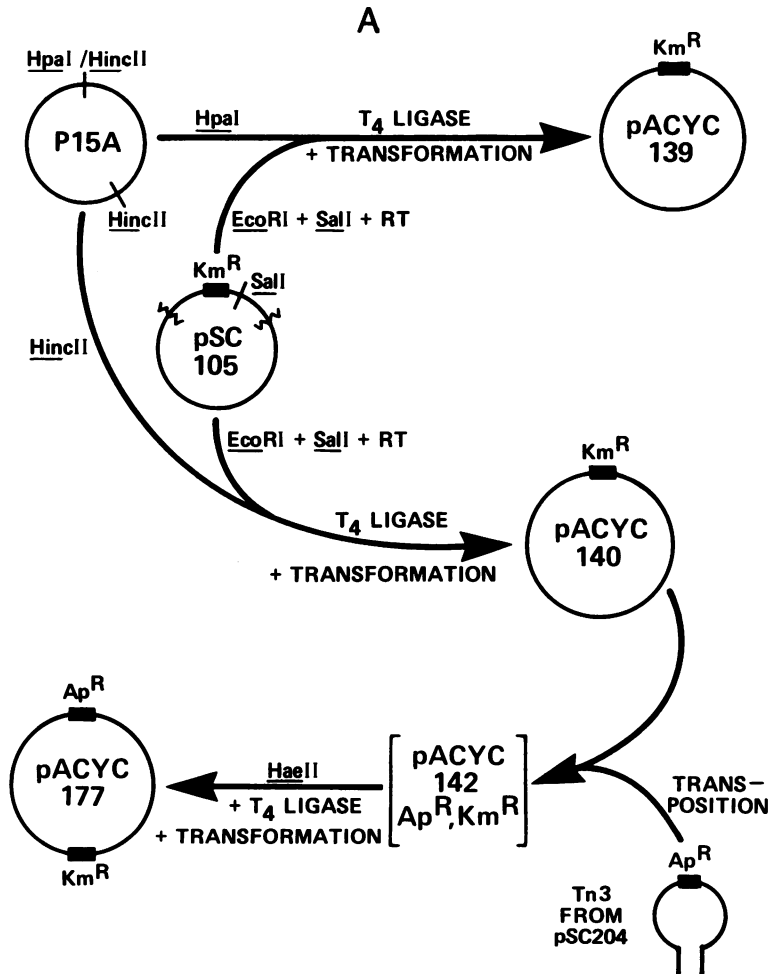 A
HpaI /HincII
P15A
HincII
HpaI
T4 LIGASE
+ TRANSFORMATION
KmR
pACYC
139
EcoRI + SalI + RT
KmR
SalI
pSC
105
HincII
EcoRI + SalI + RT
T4 LIGASE
+ TRANSFORMATION
KmR
pACYC
140
ApR
pACYC
177
KmR
HaeII
+ T4 LIGASE
+ TRANSFORMATION
pACYC
142
ApR,KmR
TRANS-
POSITION
ApR
Tn3
FROM
pSC204